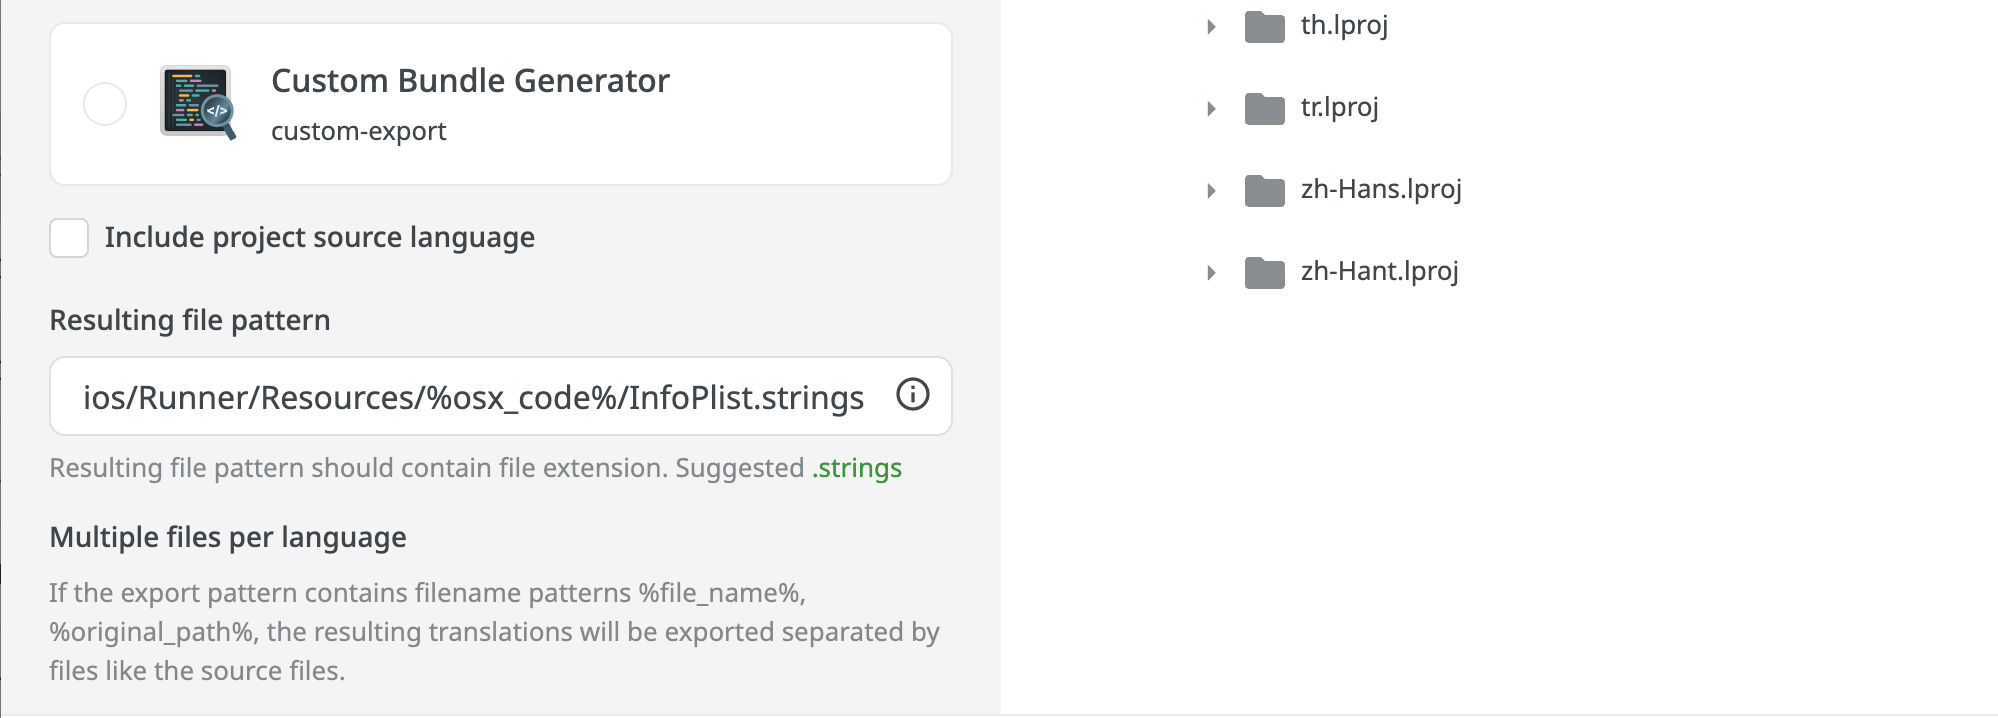 Custom Bundle Generator
custom-export
Include project source language
Resulting file pattern
ios/Runner/Resources/%osx_code%/InfoPlist.strings
Resulting file pattern should contain file extension. Suggested .strings
Multiple files per language
If the export pattern contains filename patterns %file_name%,
%original_path%, the resulting translations will be exported separated by
files like the source files.
th.lproj
tr.lproj
zh-Hans.lproj
zh-Hant.lproj